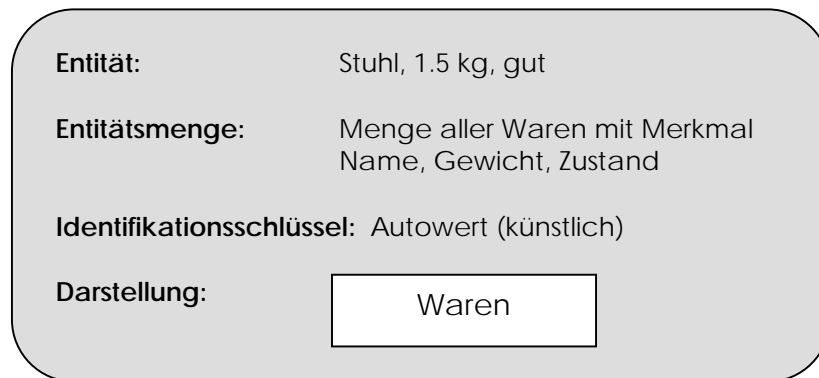 Entität: Stuhl, 1.5 kg, gut
Entitätsmenge: Menge aller Waren mit Merkmal
Name, Gewicht, Zustand
Identifikationsschlüssel: Autowert (künstlich)
Darstellung: Waren